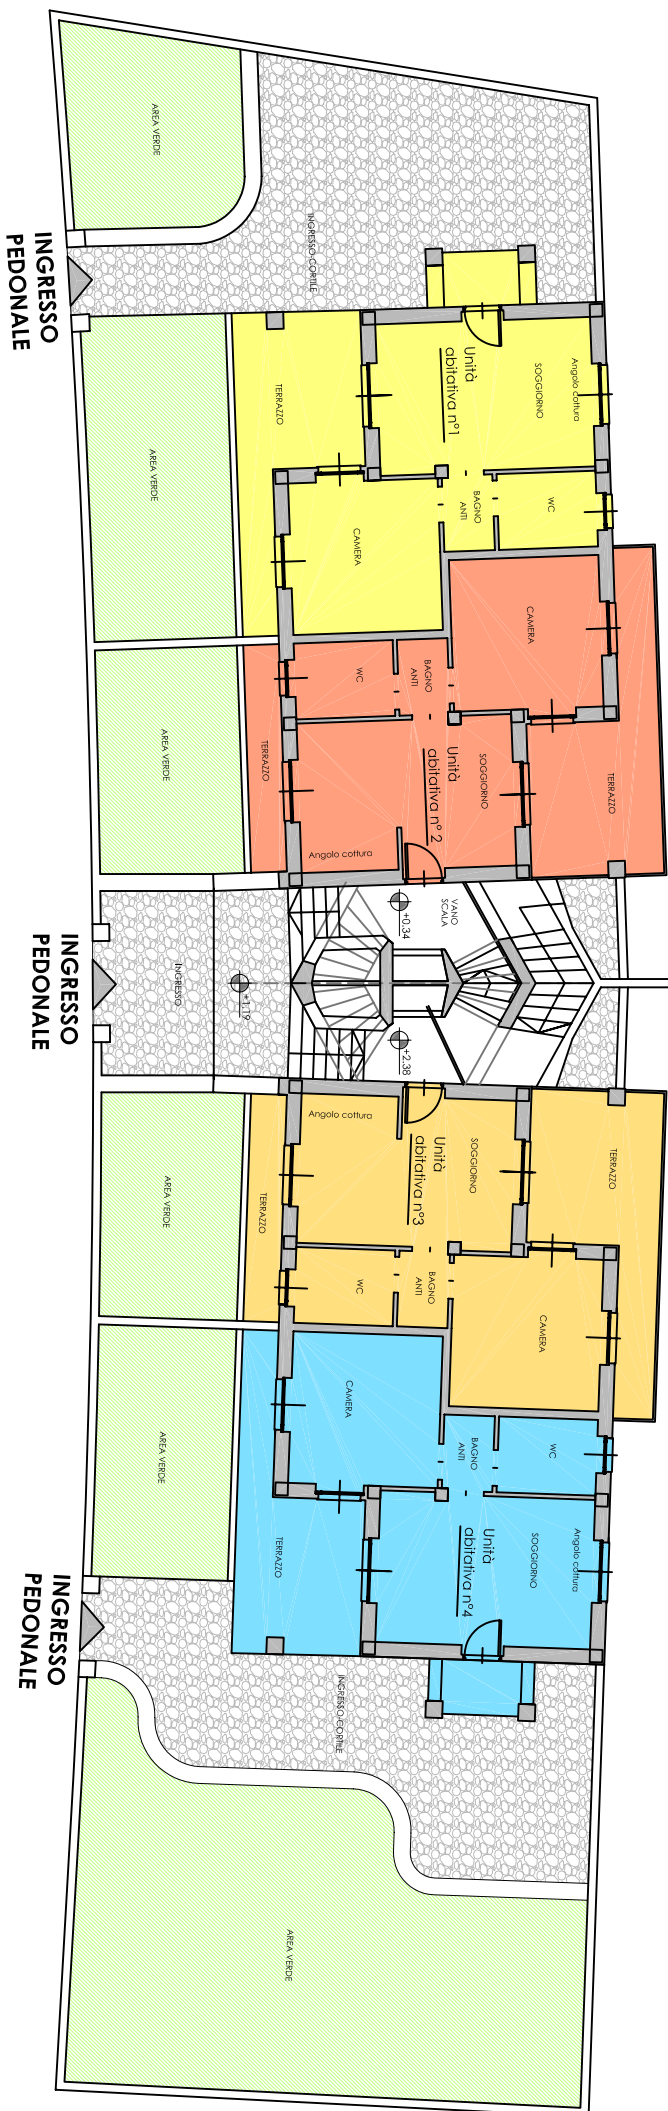 AREA VERDE
INGRESSO-CORTILE
INGRESSO
PEDONALE
AREA VERDE
TERRAZZO
Unità
abitativa n°1
SOGGIORNO
Angolo cottura
WC
BAGNO
ANTI
CAMERA
CAMERA
WC
BAGNO
ANTI
TERRAZZO
AREA VERDE
Unità
abitativa n° 2
SOGGIORNO
TERRAZZO
Angolo cottura
VANO
SCALA
+0.34
INGRESSO
PEDONALE
INGRESSO
+1.19
+2.38
Angolo cottura
Unità
abitativa n°3
SOGGIORNO
TERRAZZO
AREA VERDE
TERRAZZO
WC
BAGNO
ANTI
CAMERA
CAMERA
BAGNO
ANTI
WC
AREA VERDE
TERRAZZO
Unità
abitativa n°4
SOGGIORNO
Angolo cottura
INGRESSO
PEDONALE
INGRESSO-CORTILE
AREA VERDE